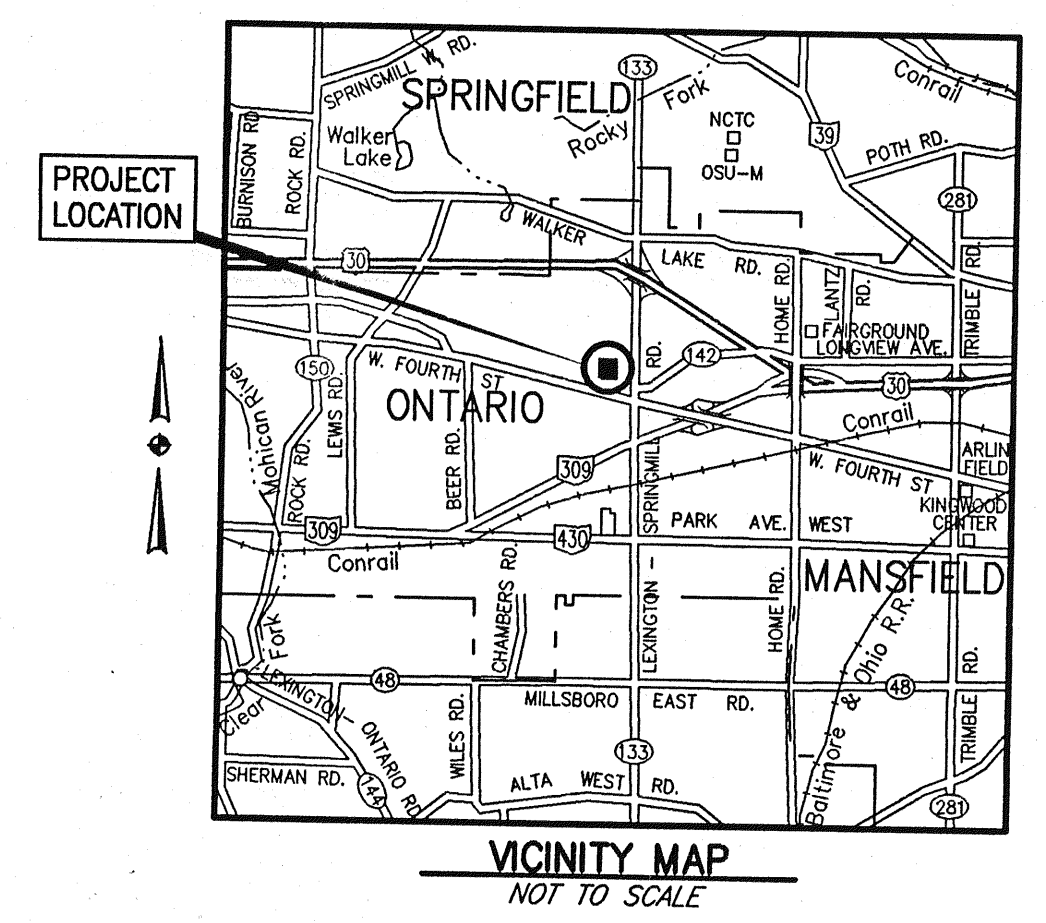 SPRINGMILL W. RD.
133
Conrail
SPRINGFIELD
Fork
Rocky
NCTC
OSU-M
39
POTH RD.
BURNISON RD
ROCK RD.
Walker
Lake
PROJECT
LOCATION
281
WALKER
LAKE RD.
30
HOME RD.
LANTZ
RD.
TRIMBLE RD.
FAIRGROUND
LONGVIEW AVE.
RD.
142
150
W. FOURTH ST
30
ONTARIO
LEWIS RD.
River
Mohican
ROCK RD.
BEER RD.
Conrail
309
SPRINGMILL
W. FOURTH ST
ARLIN
FIELD
KINGWOOD
CENTER
309
430
PARK AVE. WEST
Conrail
MANSFIELD
CHAMBERS RD.
LEXINGTON -
HOME RD.
Fork
Clear
Baltimore & Ohio R.R.
TRIMBLE RD.
48
48
MILLSBORO EAST RD.
LEXINGTON- ONTARIO RD
WILES RD.
133
SHERMAN RD.
144
ALTA WEST RD.
281
VICINITY MAP
NOT TO SCALE